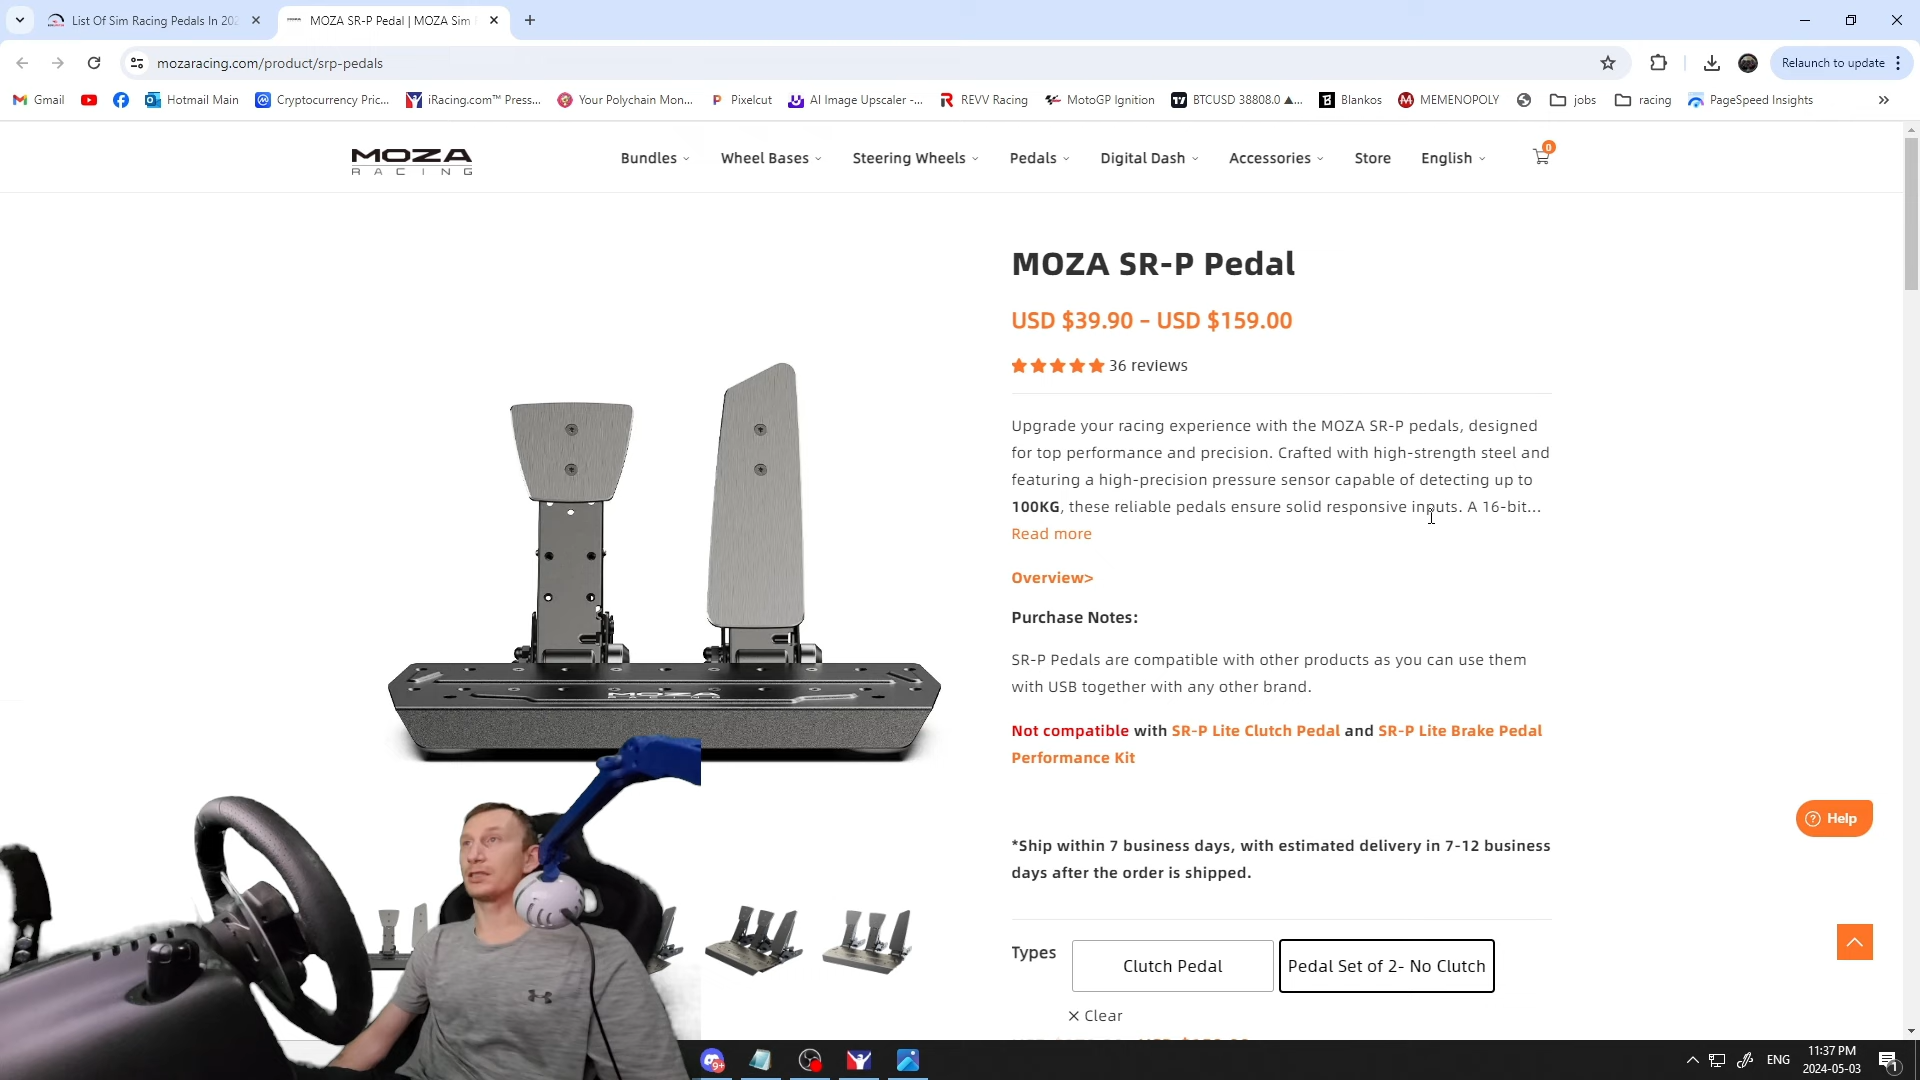 List Of Sim Racing Pedals In 202
MOZA SR-P Pedal | MOZA Sim
mozaracing.com/product/srp-pedals
Relaunch to update
Gmail
Hotmail Main
Cryptocurrency Pric...
iRacing.com™ Press...
Your Polychain Mon...
Pixelcut
AI Image Upscaler -...
REVV Racing
MotoGP Ignition
BTCUSD 38808.0 ▲...
Blankos
MEMENOPOLY
jobs
racing
PageSpeed Insights
MOZA
RACING
Bundles
Wheel Bases
Steering Wheels
Pedals
Digital Dash
Accessories
Store
English
0
MOZA SR-P Pedal
USD $39.90 – USD $159.00
36 reviews
Upgrade your racing experience with the MOZA SR-P pedals, designed
for top performance and precision. Crafted with high-strength steel and
featuring a high-precision pressure sensor capable of detecting up to
100KG, these reliable pedals ensure solid responsive inputs. A 16-bit...
Read more
Overview>
Purchase Notes:
SR-P Pedals are compatible with other products as you can use them
with USB together with any other brand.
Not compatible with SR-P Lite Clutch Pedal and SR-P Lite Brake Pedal
Performance Kit
Help
*Ship within 7 business days, with estimated delivery in 7-12 business
days after the order is shipped.
Types
Clutch Pedal
Pedal Set of 2- No Clutch
Clear
MOZA
RACING
9+
ENG
11:37 PM
2024-05-03
1